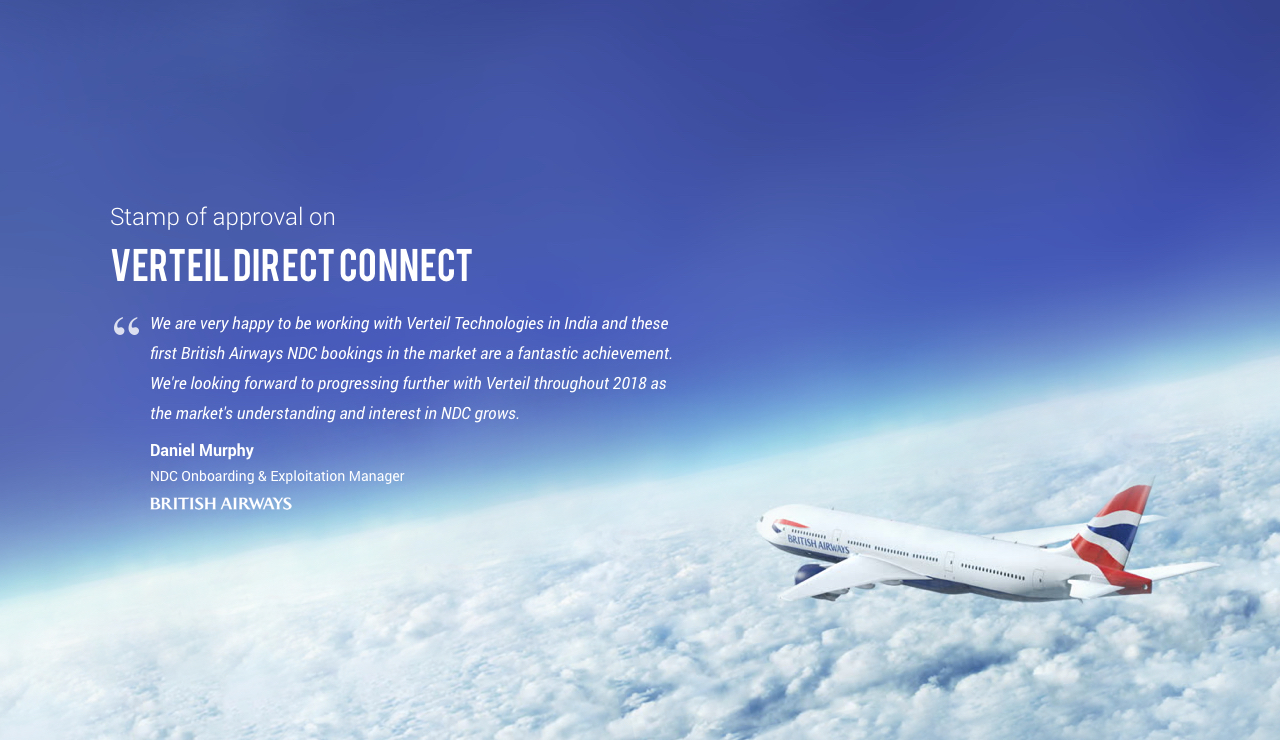 Stamp of approval on
VERTEIL DIRECT CONNECT
“ We are very happy to be working with Verteil Technologies in India and these
first British Airways NDC bookings in the market are a fantastic achievement.
We're looking forward to progressing further with Verteil throughout 2018 as
the market's understanding and interest in NDC grows.
Daniel Murphy
NDC Onboarding & Exploitation Manager
BRITISH AIRWAYS
BRITISH AIRWAYS